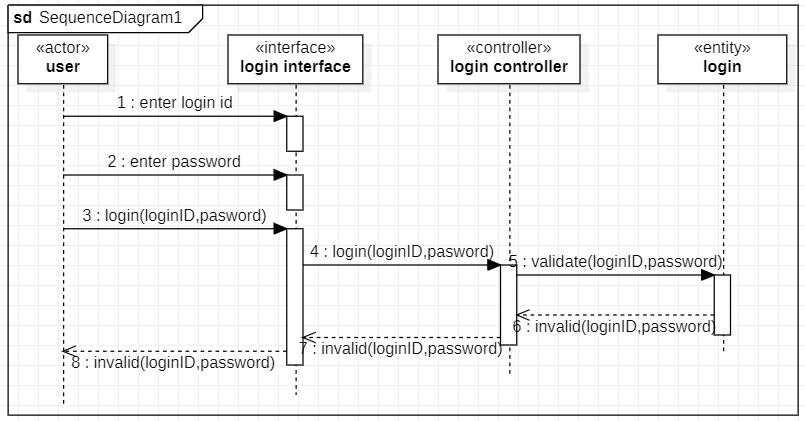 sd SequenceDiagram1
«actor»
user
«interface»
login interface
«controller»
login controller
«entity»
login
1 : enter login id
2 : enter password
3 : login(loginID,pasword)
4 : login(loginID,pasword)
5 : validate(loginID,password)
6 : invalid(loginID,password)
7 : invalid(loginID,password)
8 : invalid(loginID,password)